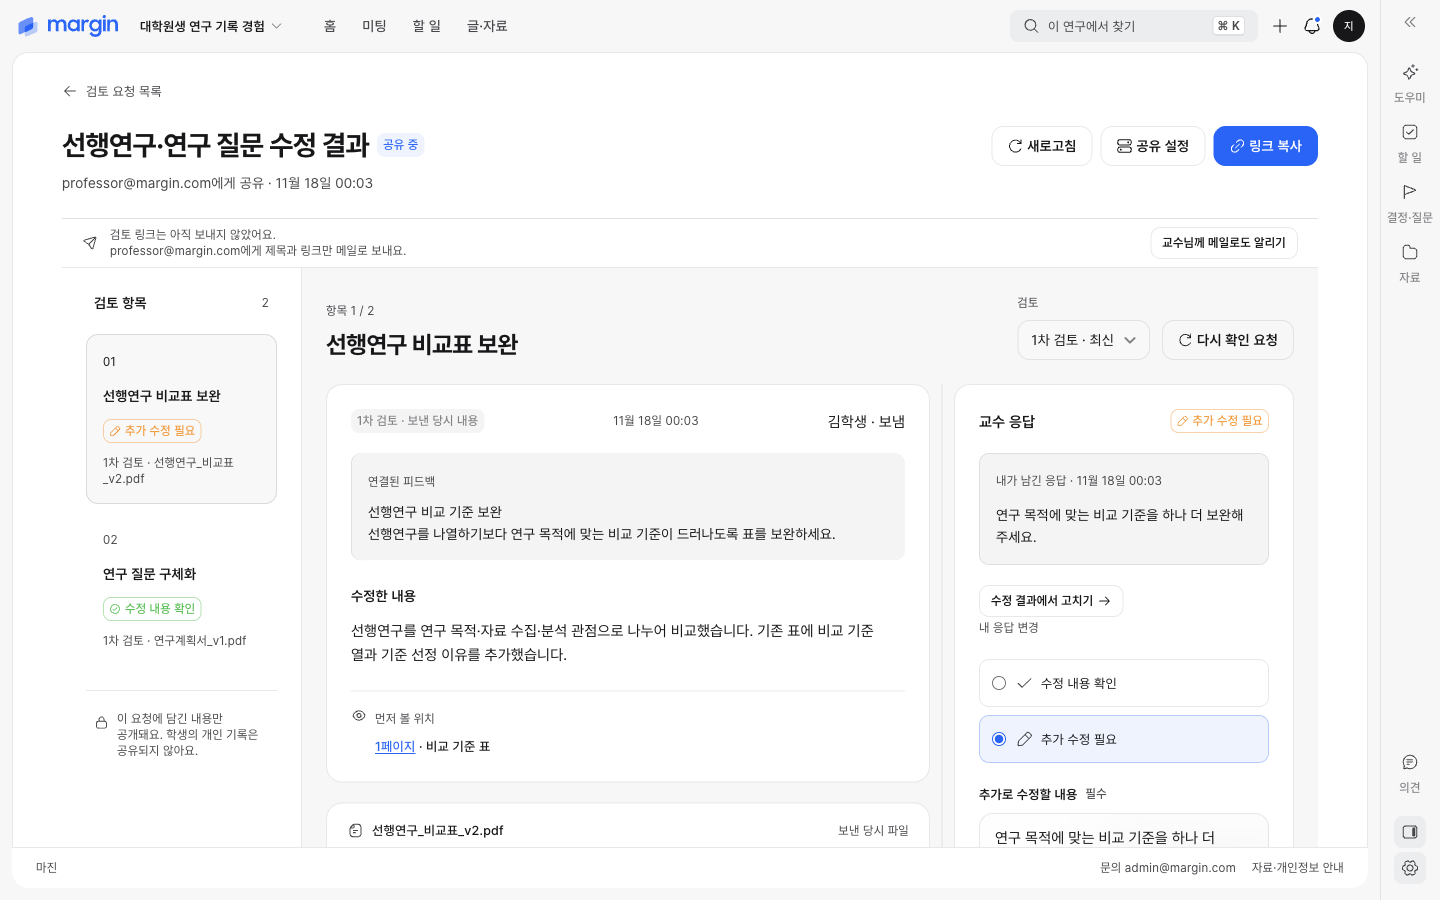 margin
대학원생 연구 기록 경험
홈
미팅
할 일
글·자료
이 연구에서 찾기
⌘ K
지
검토 요청 목록
선행연구·연구 질문 수정 결과
공유 중
새로고침
공유 설정
링크 복사
professor@margin.com에게 공유 · 11월 18일 00:03
검토 링크는 아직 보내지 않았어요.
professor@margin.com에게 제목과 링크만 메일로 보내요.
교수님께 메일로도 알리기
검토 항목
2
01
선행연구 비교표 보완
추가 수정 필요
1차 검토 · 선행연구_비교표
_v2.pdf
02
연구 질문 구체화
수정 내용 확인
1차 검토 · 연구계획서_v1.pdf
이 요청에 담긴 내용만
공개돼요. 학생의 개인 기록은
공유되지 않아요.
항목 1 / 2
선행연구 비교표 보완
검토
1차 검토 · 최신
다시 확인 요청
1차 검토 · 보낸 당시 내용
11월 18일 00:03
김학생 · 보냄
연결된 피드백
선행연구 비교 기준 보완
선행연구를 나열하기보다 연구 목적에 맞는 비교 기준이 드러나도록 표를 보완하세요.
수정한 내용
선행연구를 연구 목적·자료 수집·분석 관점으로 나누어 비교했습니다. 기존 표에 비교 기준
열과 기준 선정 이유를 추가했습니다.
먼저 볼 위치
1페이지 · 비교 기준 표
선행연구_비교표_v2.pdf
보낸 당시 파일
교수 응답
추가 수정 필요
내가 남긴 응답 · 11월 18일 00:03
연구 목적에 맞는 비교 기준을 하나 더 보완해
주세요.
수정 결과에서 고치기
내 응답 변경
수정 내용 확인
추가 수정 필요
추가로 수정할 내용 필수
연구 목적에 맞는 비교 기준을 하나 더
도우미
할 일
결정·질문
자료
의견
마진
문의 admin@margin.com
자료·개인정보 안내